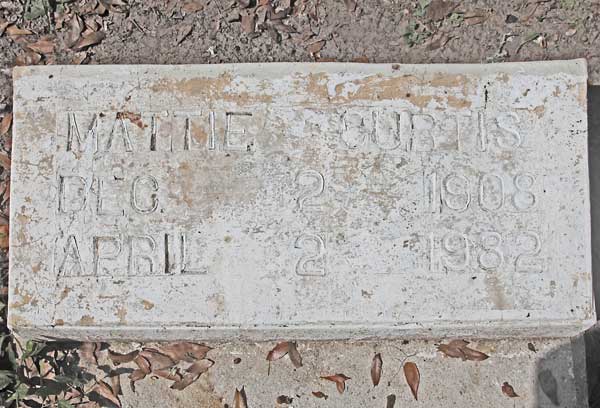 MATTIE CURTIS
DEC. 2 1908
APRIL 2 1982